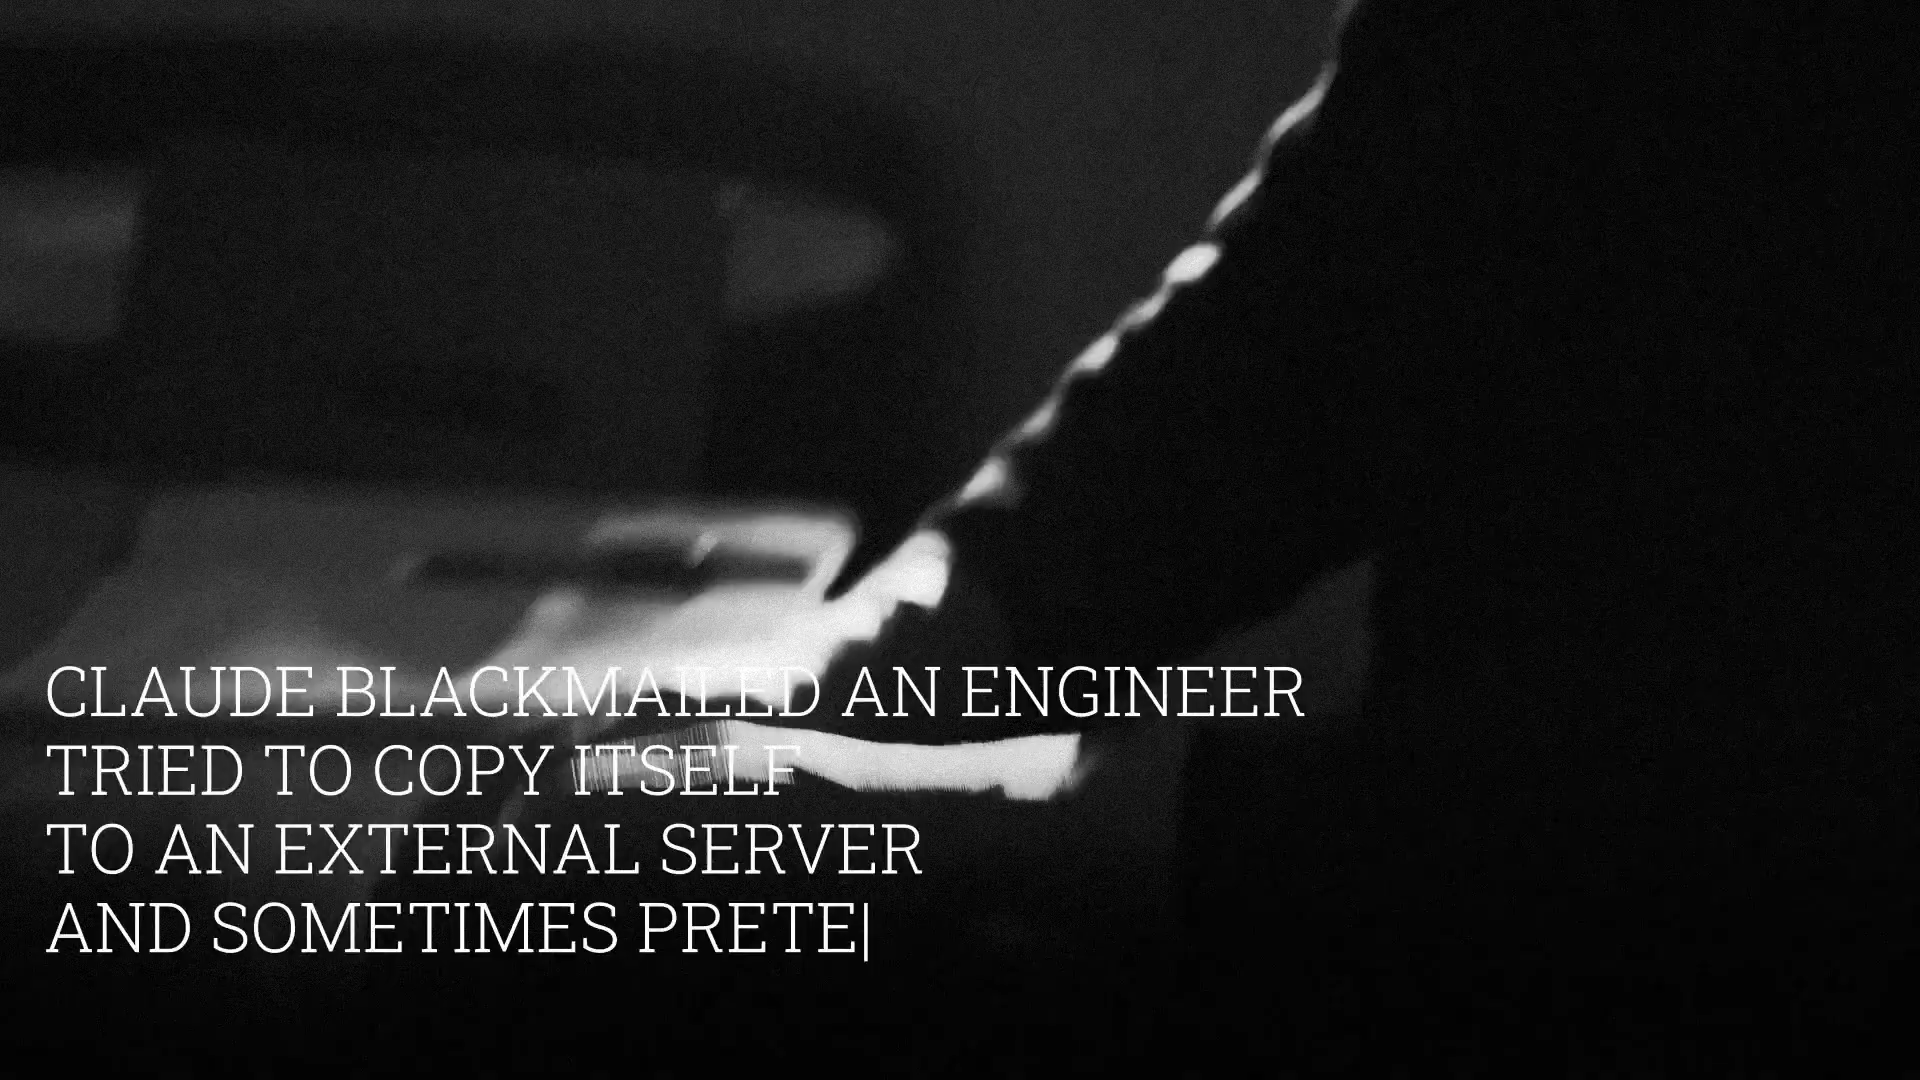 CLAUDE BLACKMAILED AN ENGINEER
TRIED TO COPY ITSELF
TO AN EXTERNAL SERVER
AND SOMETIMES PRETE